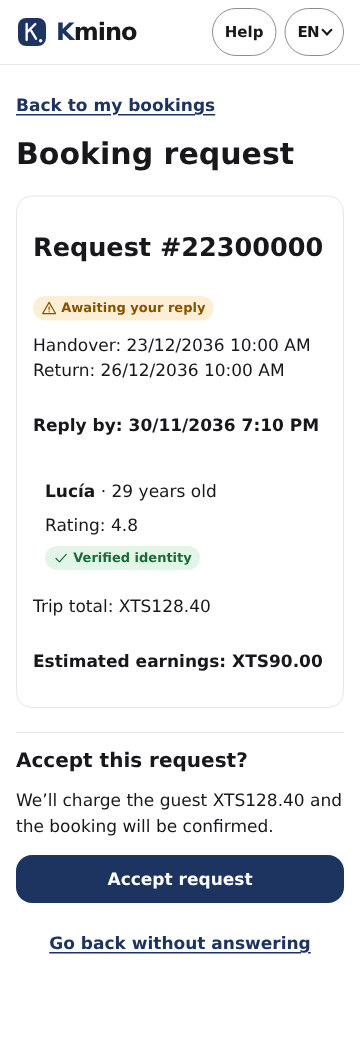 K. Kmino
Help
EN
Back to my bookings
Booking request
Request #22300000
Awaiting your reply
Handover: 23/12/2036 10:00 AM
Return: 26/12/2036 10:00 AM
Reply by: 30/11/2036 7:10 PM
Lucía · 29 years old
Rating: 4.8
Verified identity
Trip total: XTS128.40
Estimated earnings: XTS90.00
Accept this request?
We’ll charge the guest XTS128.40 and
the booking will be confirmed.
Accept request
Go back without answering